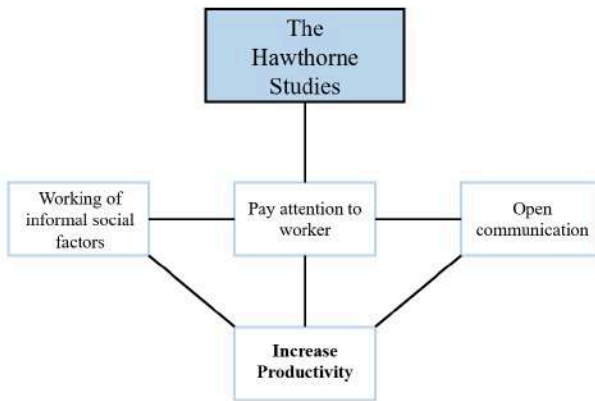 The
Hawthorne
Studies
Working of
informal social
factors
Pay attention to
worker
Open
communication
Increase
Productivity